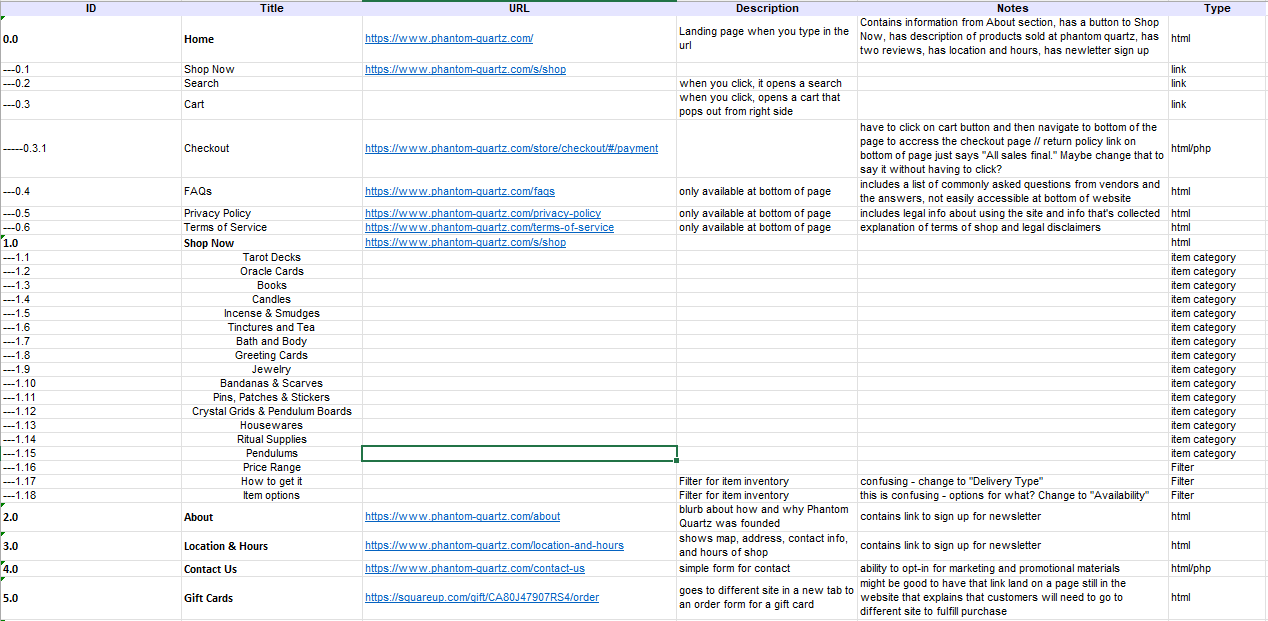 ID Title URL Description Notes Type
0.0 Home https://www.phantom-quartz.com/ Landing page when you type in the url Contains information from About section, has a button to Shop Now, has description of products sold at phantom quartz, has two reviews, has location and hours, has newletter sign up html
---0.1 Shop Now https://www.phantom-quartz.com/s/shop link
---0.2 Search when you click, it opens a search link
---0.3 Cart when you click, opens a cart that pops out from right side link
-----0.3.1 Checkout https://www.phantom-quartz.com/store/checkout/#/payment have to click on cart button and then navigate to bottom of the page to accress the checkout page // return policy link on bottom of page just says "All sales final." Maybe change that to say it without having to click? html/php
---0.4 FAQs https://www.phantom-quartz.com/faqs only available at bottom of page includes a list of commonly asked questions from vendors and the answers, not easily accessible at bottom of website html
---0.5 Privacy Policy https://www.phantom-quartz.com/privacy-policy only available at bottom of page includes legal info about using the site and info that's collected html
---0.6 Terms of Service https://www.phantom-quartz.com/terms-of-service only available at bottom of page explanation of terms of shop and legal disclaimers html
1.0 Shop Now https://www.phantom-quartz.com/s/shop html
---1.1 Tarot Decks item category
---1.2 Oracle Cards item category
---1.3 Books item category
---1.4 Candles item category
---1.5 Incense & Smudges item category
---1.6 Tinctures and Tea item category
---1.7 Bath and Body item category
---1.8 Greeting Cards item category
---1.9 Jewelry item category
---1.10 Bandanas & Scarves item category
---1.11 Pins, Patches & Stickers item category
---1.12 Crystal Grids & Pendulum Boards item category
---1.13 Housewares item category
---1.14 Ritual Supplies item category
---1.15 Pendulums item category
---1.16 Price Range Filter
---1.17 How to get it Filter for item inventory confusing - change to "Delivery Type" Filter
---1.18 Item options Filter for item inventory this is confusing - options for what? Change to "Availability" Filter
2.0 About https://www.phantom-quartz.com/about blurb about how and why Phantom Quartz was founded contains link to sign up for newsletter html
3.0 Location & Hours https://www.phantom-quartz.com/location-and-hours shows map, address, contact info, and hours of shop contains link to sign up for newsletter html
4.0 Contact Us https://www.phantom-quartz.com/contact-us simple form for contact ability to opt-in for marketing and promotional materials html/php
5.0 Gift Cards https://squareup.com/gift/CA80J47907RS4/order goes to different site in a new tab to an order form for a gift card might be good to have that link land on a page still in the website that explains that customers will need to go to different site to fulfill purchase html